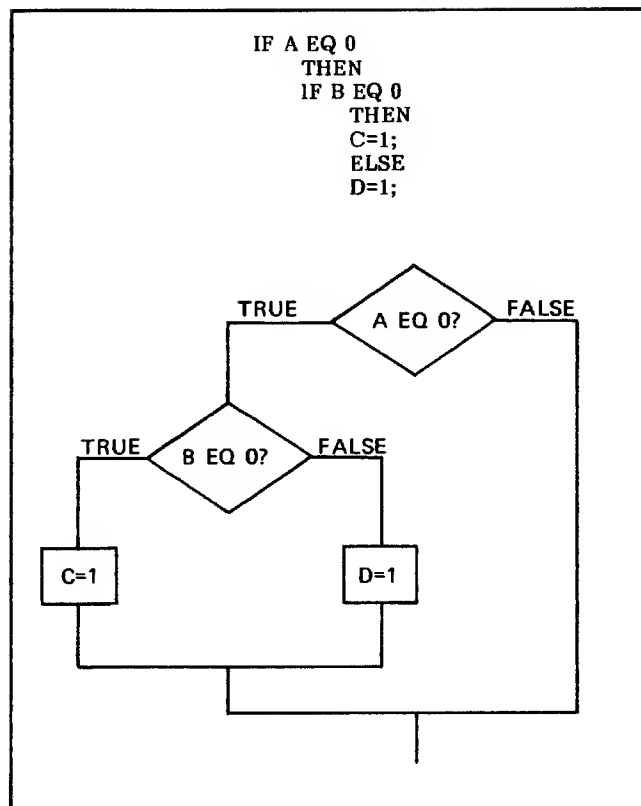 IF A EQ 0
THEN
IF B EQ 0
THEN
C=1;
ELSE
D=1;
TRUE
A EQ 0?
FALSE
TRUE
B EQ 0?
FALSE
C=1
D=1